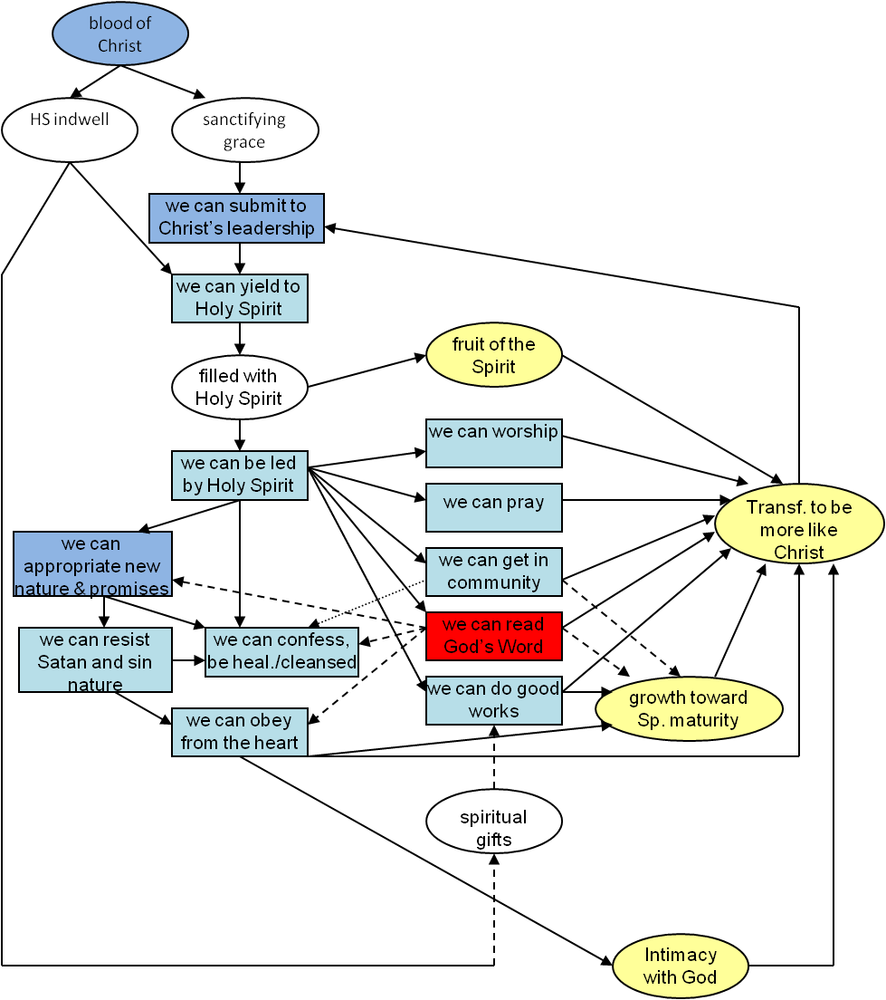 blood of
Christ
HS indwell
sanctifying
grace
we can submit to
Christ's leadership
we can yield to
Holy Spirit
fruit of the
Spirit
filled with
Holy Spirit
we can worship
we can be led
by Holy Spirit
we can pray
Transf. to be
more like
Christ
we can
appropriate new
nature & promises
we can get in
community
we can read
God's Word
we can resist
Satan and sin
nature
we can confess,
be heal./cleansed
we can do good
works
growth toward
Sp. maturity
we can obey
from the heart
spiritual
gifts
Intimacy
with God